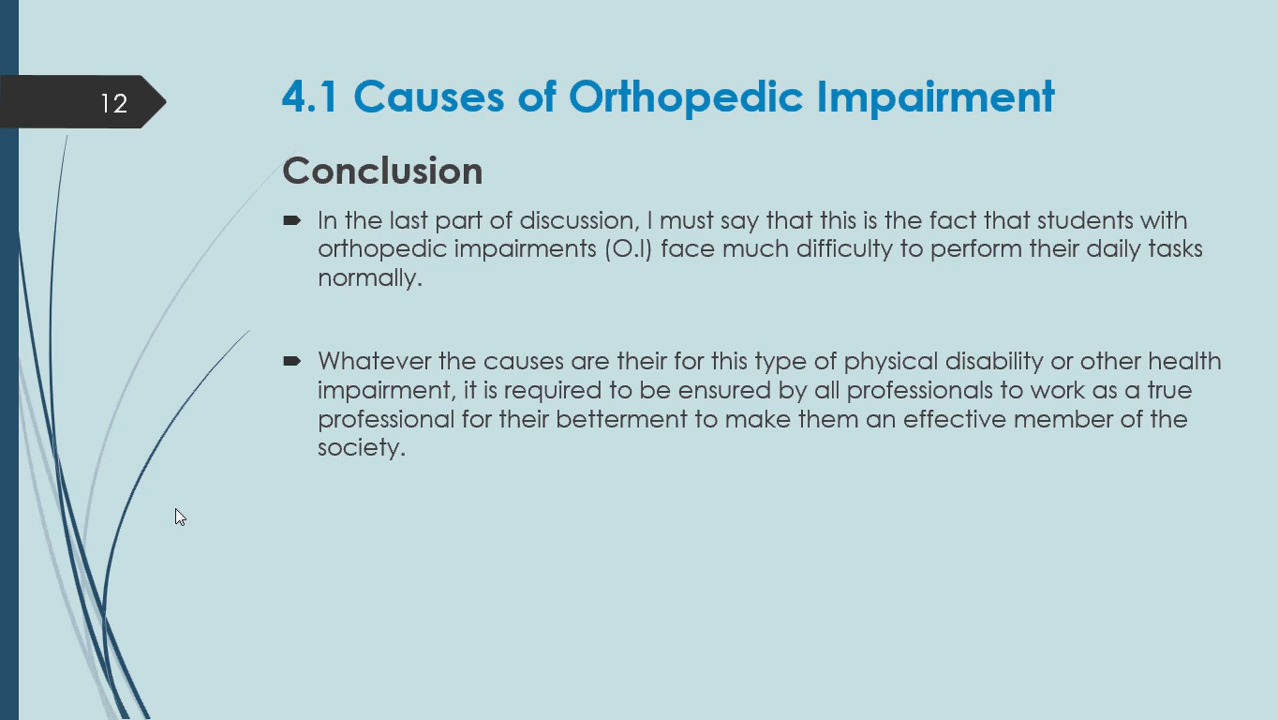 12
4.1 Causes of Orthopedic Impairment
Conclusion
In the last part of discussion, I must say that this is the fact that students with
orthopedic impairments (O.I) face much difficulty to perform their daily tasks
normally.
Whatever the causes are their for this type of physical disability or other health
impairment, it is required to be ensured by all professionals to work as a true
professional for their betterment to make them an effective member of the
society.